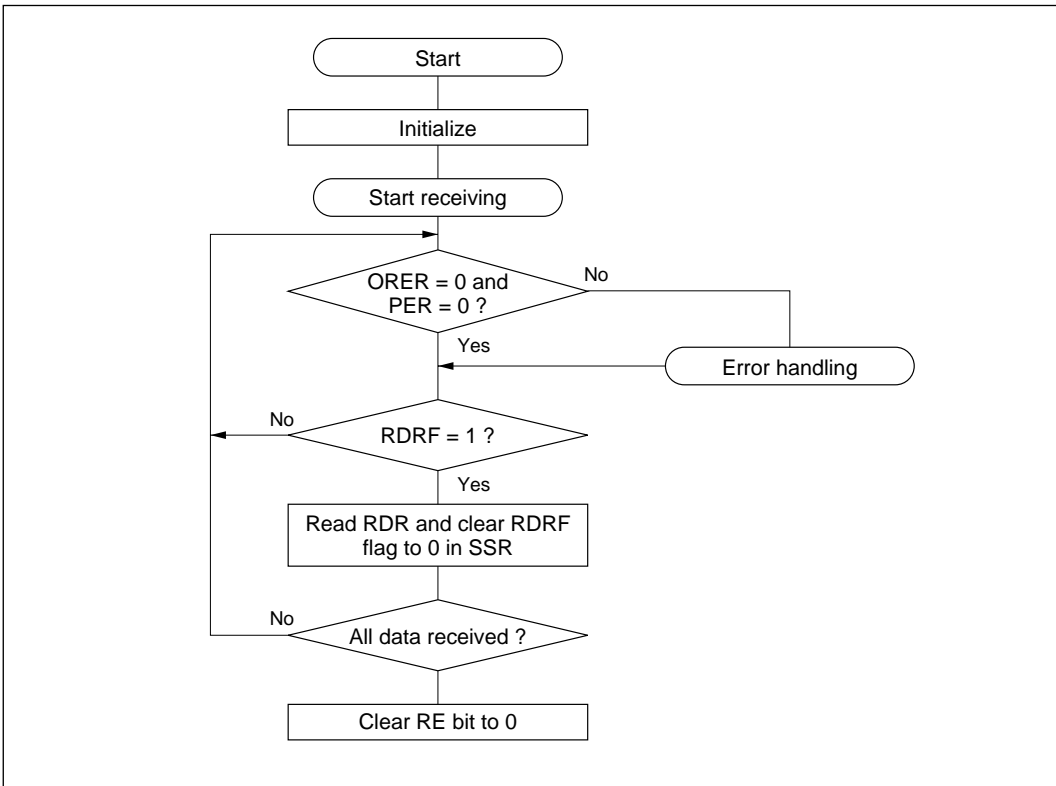 Start
Initialize
Start receiving
ORER = 0 and
PER = 0 ?
No
Yes
Error handling
No
RDRF = 1 ?
Yes
Read RDR and clear RDRF
flag to 0 in SSR
No
All data received ?
Clear RE bit to 0